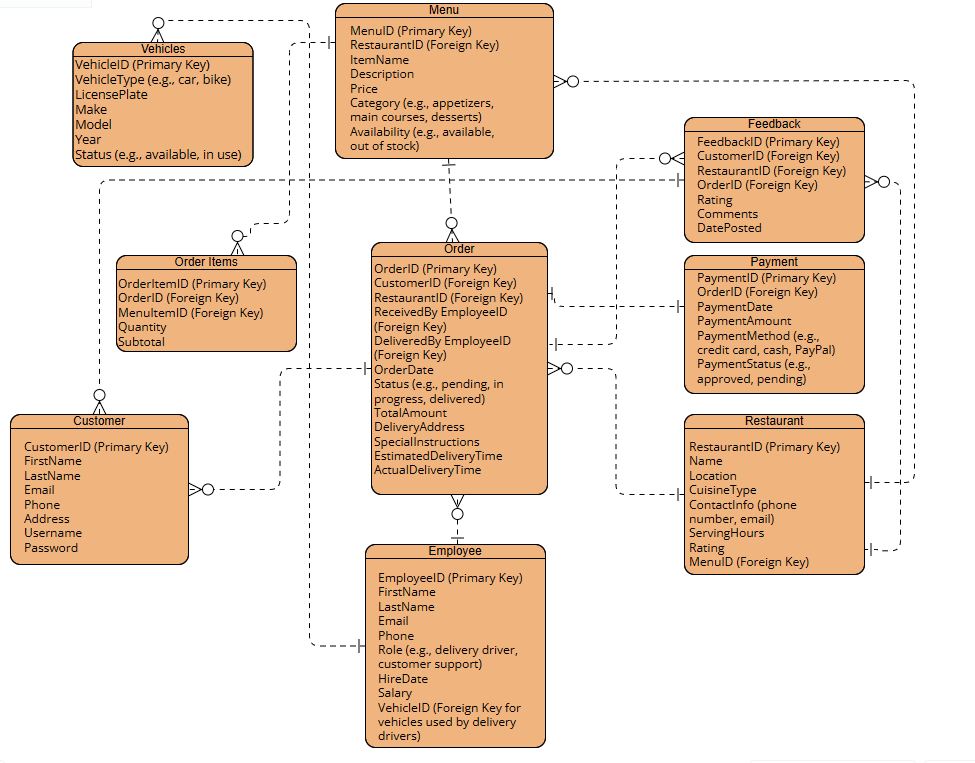 Menu
MenuID (Primary Key)
RestaurantID (Foreign Key)
ItemName
Description
Price
Category (e.g., appetizers,
main courses, desserts)
Availability (e.g., available,
out of stock)
Vehicles
VehicleID (Primary Key)
VehicleType (e.g., car, bike)
LicensePlate
Make
Model
Year
Status (e.g., available, in use)
Feedback
FeedbackID (Primary Key)
CustomerID (Foreign Key)
RestaurantID (Foreign Key)
OrderID (Foreign Key)
Rating
Comments
DatePosted
Order Items
OrderItemID (Primary Key)
OrderID (Foreign Key)
MenuItemID (Foreign Key)
Quantity
Subtotal
Order
OrderID (Primary Key)
CustomerID (Foreign Key)
RestaurantID (Foreign Key)
ReceivedBy EmployeeID
(Foreign Key)
DeliveredBy EmployeeID
(Foreign Key)
OrderDate
Status (e.g., pending, in
progress, delivered)
TotalAmount
DeliveryAddress
SpecialInstructions
EstimatedDeliveryTime
ActualDeliveryTime
Payment
PaymentID (Primary Key)
OrderID (Foreign Key)
PaymentDate
PaymentAmount
PaymentMethod (e.g.,
credit card, cash, PayPal)
PaymentStatus (e.g.,
approved, pending)
Customer
CustomerID (Primary Key)
FirstName
LastName
Email
Phone
Address
Username
Password
Restaurant
RestaurantID (Primary Key)
Name
Location
CuisineType
ContactInfo (phone
number, email)
ServingHours
Rating
MenuID (Foreign Key)
Employee
EmployeeID (Primary Key)
FirstName
LastName
Email
Phone
Role (e.g., delivery driver,
customer support)
HireDate
Salary
VehicleID (Foreign Key for
vehicles used by delivery
drivers)